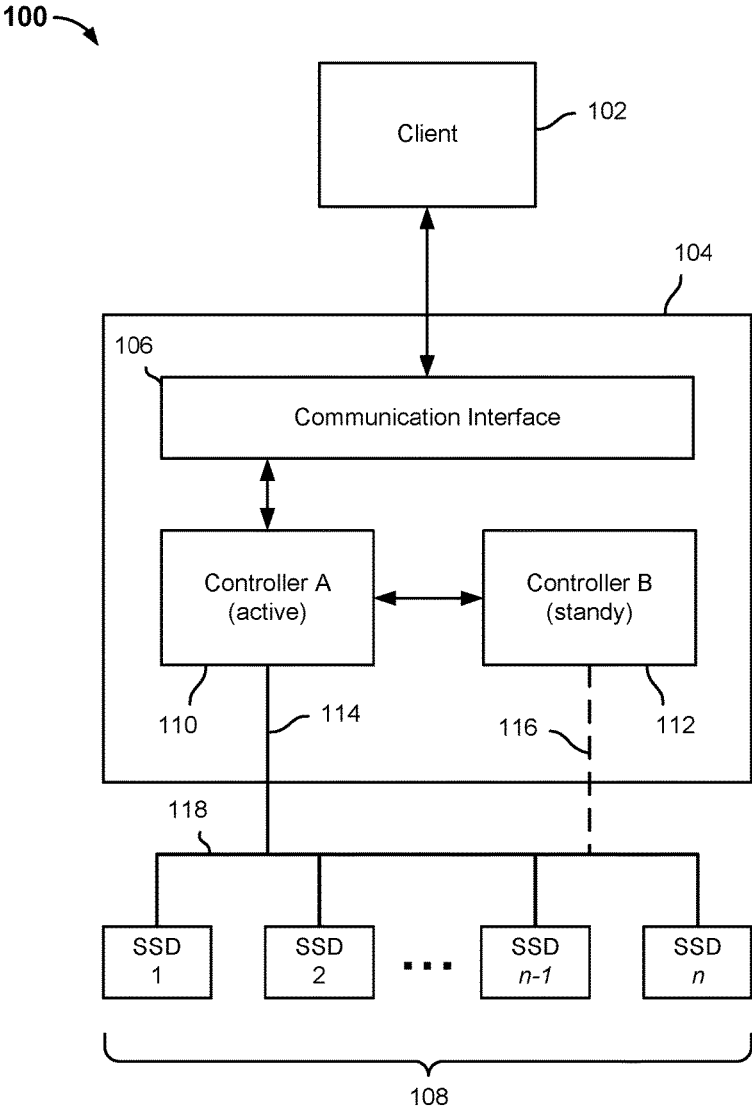 100
Client
102
104
106
Communication Interface
Controller A
(active)
Controller B
(standy)
110
114
116
112
118
SSD
1
SSD
2
...
SSD
n-1
SSD
n
108